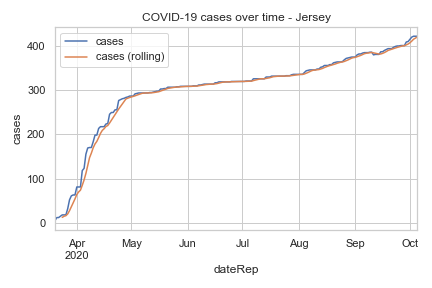 COVID-19 cases over time - Jersey
cases
cases (rolling)
400
300
200
100
0
cases
Apr May Jun Jul Aug Sep Oct
2020
dateRep